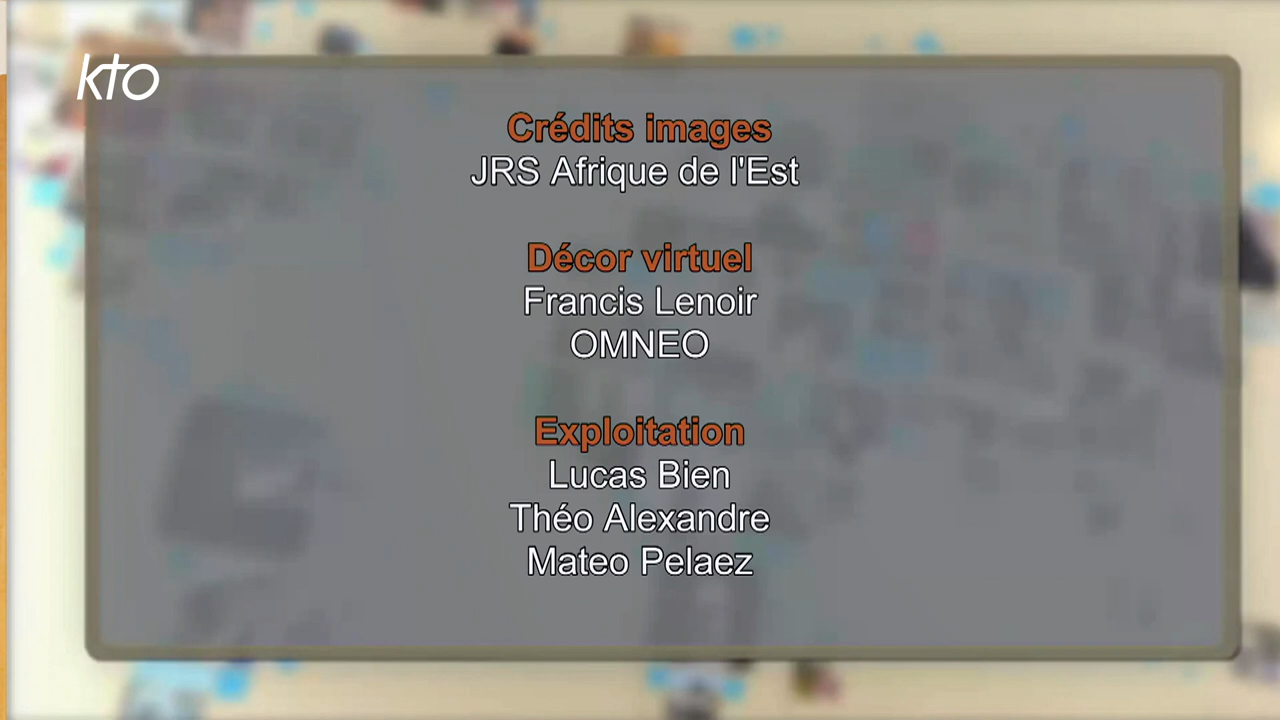 kto
Crédits images
JRS Afrique de l'Est
Décor virtuel
Francis Lenoir
OMNEO
Exploitation
Lucas Bien
Théo Alexandre
Mateo Pelaez